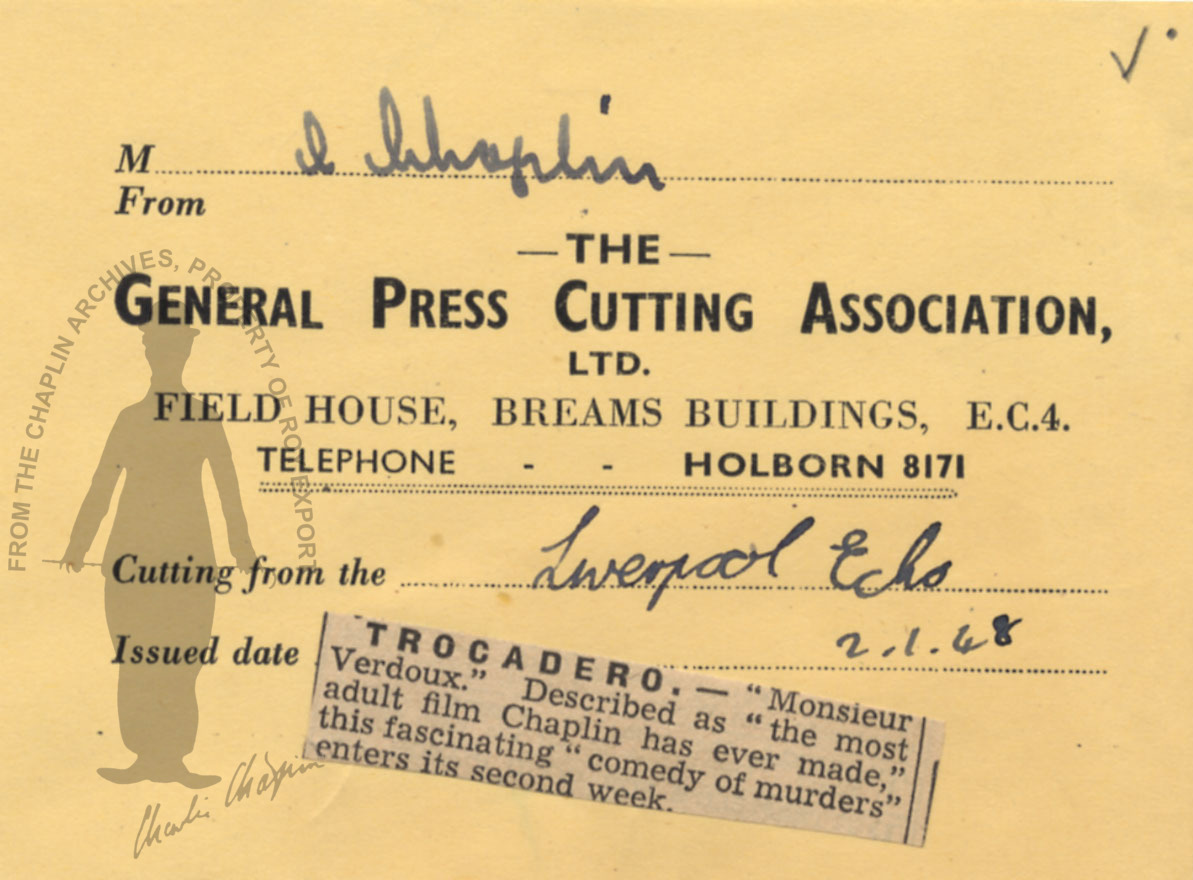 M C Chaplin
From
— THE —
GENERAL PRESS CUTTING ASSOCIATION,
LTD.
FIELD HOUSE, BREAMS BUILDINGS, E.C.4.
TELEPHONE - - HOLBORN 8171
Cutting from the Liverpool Echo
Issued date 2.1.48
TROCADERO.— “Monsieur
Verdoux.” Described as “the most
adult film Chaplin has ever made,”
this fascinating “comedy of murders”
enters its second week.
FROM THE CHAPLIN ARCHIVES, PROPERTY OF ROY EXPORT
Charlie Chaplin